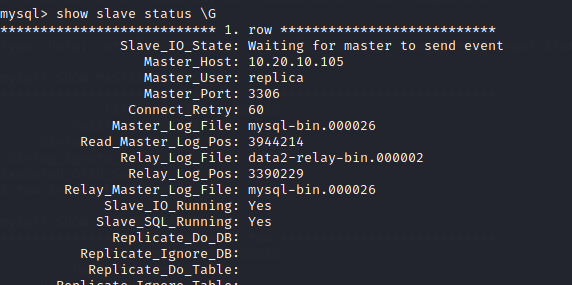 mysql> show slave status \G
*************************** 1. row ***************************
Slave_IO_State: Waiting for master to send event
Master_Host: 10.20.10.105
Master_User: replica
Master_Port: 3306
Connect_Retry: 60
Master_Log_File: mysql-bin.000026
Read_Master_Log_Pos: 3944214
Relay_Log_File: data2-relay-bin.000002
Relay_Log_Pos: 3390229
Relay_Master_Log_File: mysql-bin.000026
Slave_IO_Running: Yes
Slave_SQL_Running: Yes
Replicate_Do_DB:
Replicate_Ignore_DB:
Replicate_Do_Table:
Replicate_Ignore_Table: